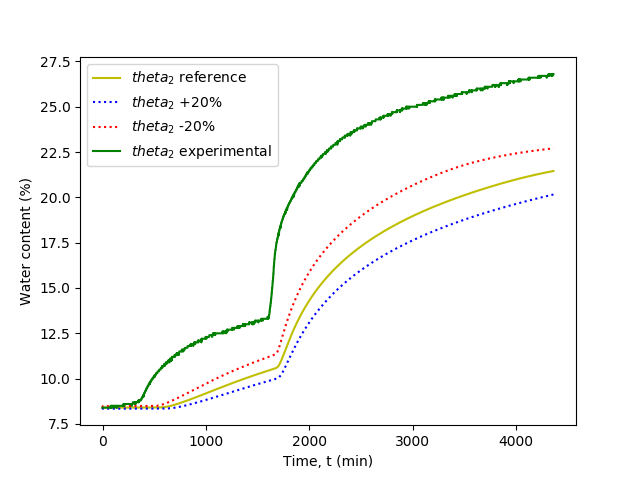 27.5
25.0
22.5
20.0
17.5
15.0
12.5
10.0
7.5
Water content (%)
theta₂ reference
theta₂ +20%
theta₂ -20%
theta₂ experimental
0 1000 2000 3000 4000
Time, t (min)